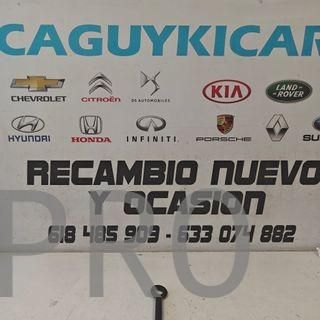 CAGUYKICAR
CHEVROLET CITROËN DS AUTOMOBILES KIA LAND ROVER
HYUNDAI HONDA INFINITI PORSCHE SU
RECAMBIO NUEVO
Y OCASION
618 485 903 - 633 074 882
PRO